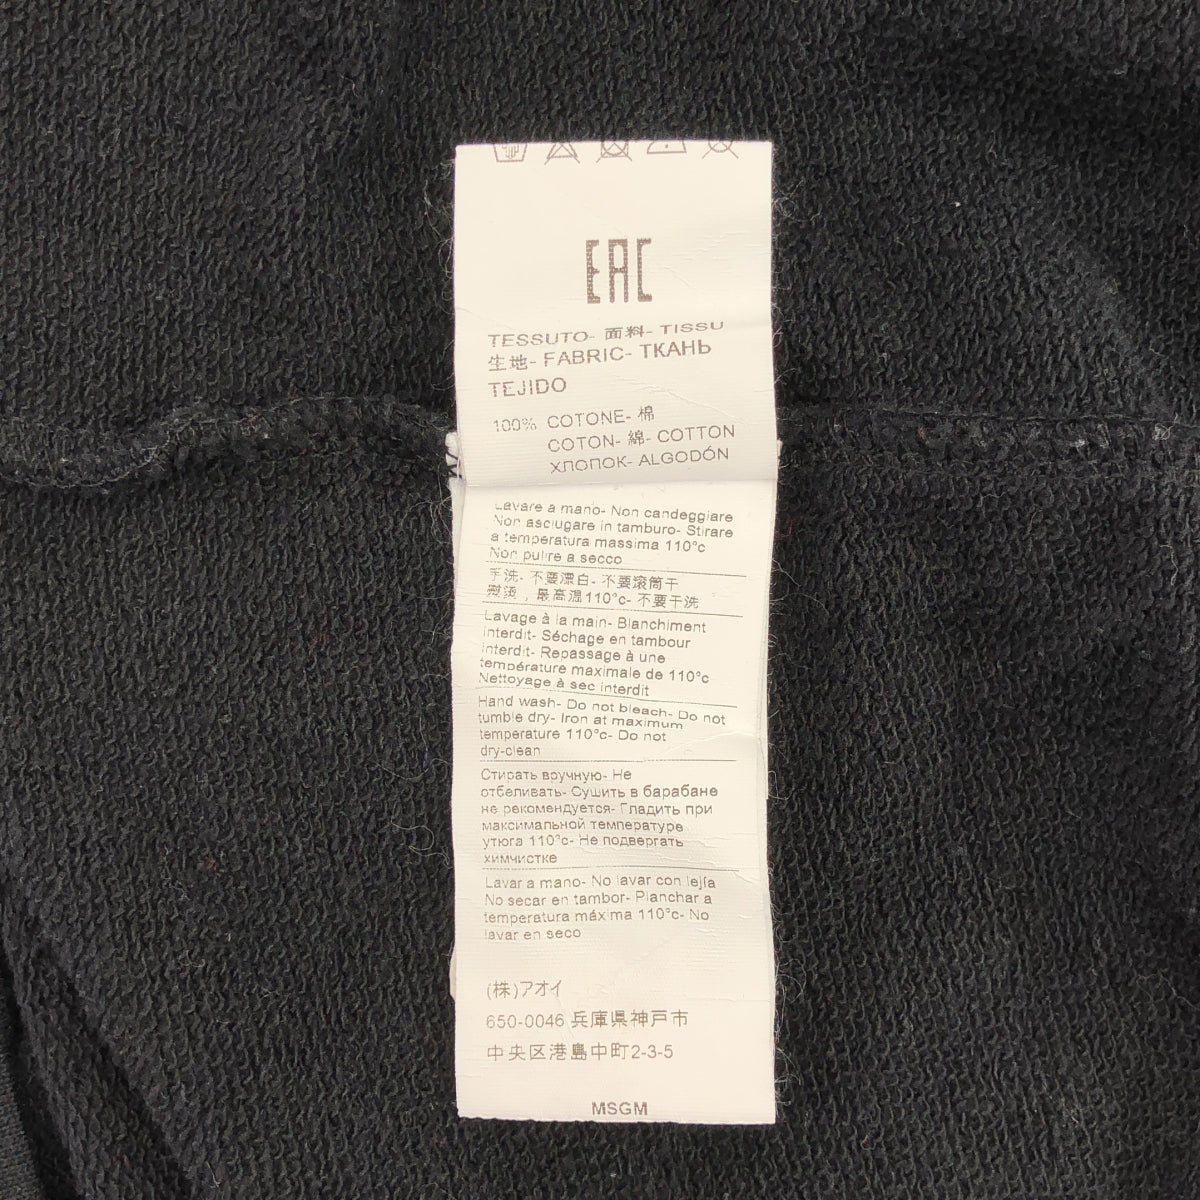 EAC
TESSUTO- 面料- TISSU
生地- FABRIC- ТКАНЬ
TEJIDO
100% COTONE- 棉
COTON- 綿- COTTON
ХЛОПОК- ALGODÓN
Lavare a mano- Non candeggiare
Non asciugare in tamburo- Stirare
a temperatura massima 110°c
Non pulire a secco
手洗- 不要漂白- 不要滚筒干
熨烫，最高温110°c- 不要干洗
Lavage à la main- Blanchiment
interdit- Séchage en tambour
interdit- Repassage à une
température maximale de 110°c
Nettoyage à sec interdit
Hand wash- Do not bleach- Do not
tumble dry- Iron at maximum
temperature 110°c- Do not
dry-clean
Стирать вручную- Не
отбеливать- Сушить в барабане
не рекомендуется- Гладить при
максимальной температуре
утюга 110°c- Не подвергать
химчистке
Lavar a mano- No lavar con lejía
No secar en tambor- Planchar a
temperatura máxima 110°c- No
lavar en seco
(株)アオイ
650-0046 兵庫県神戸市
中央区港島中町2-3-5
MSGM